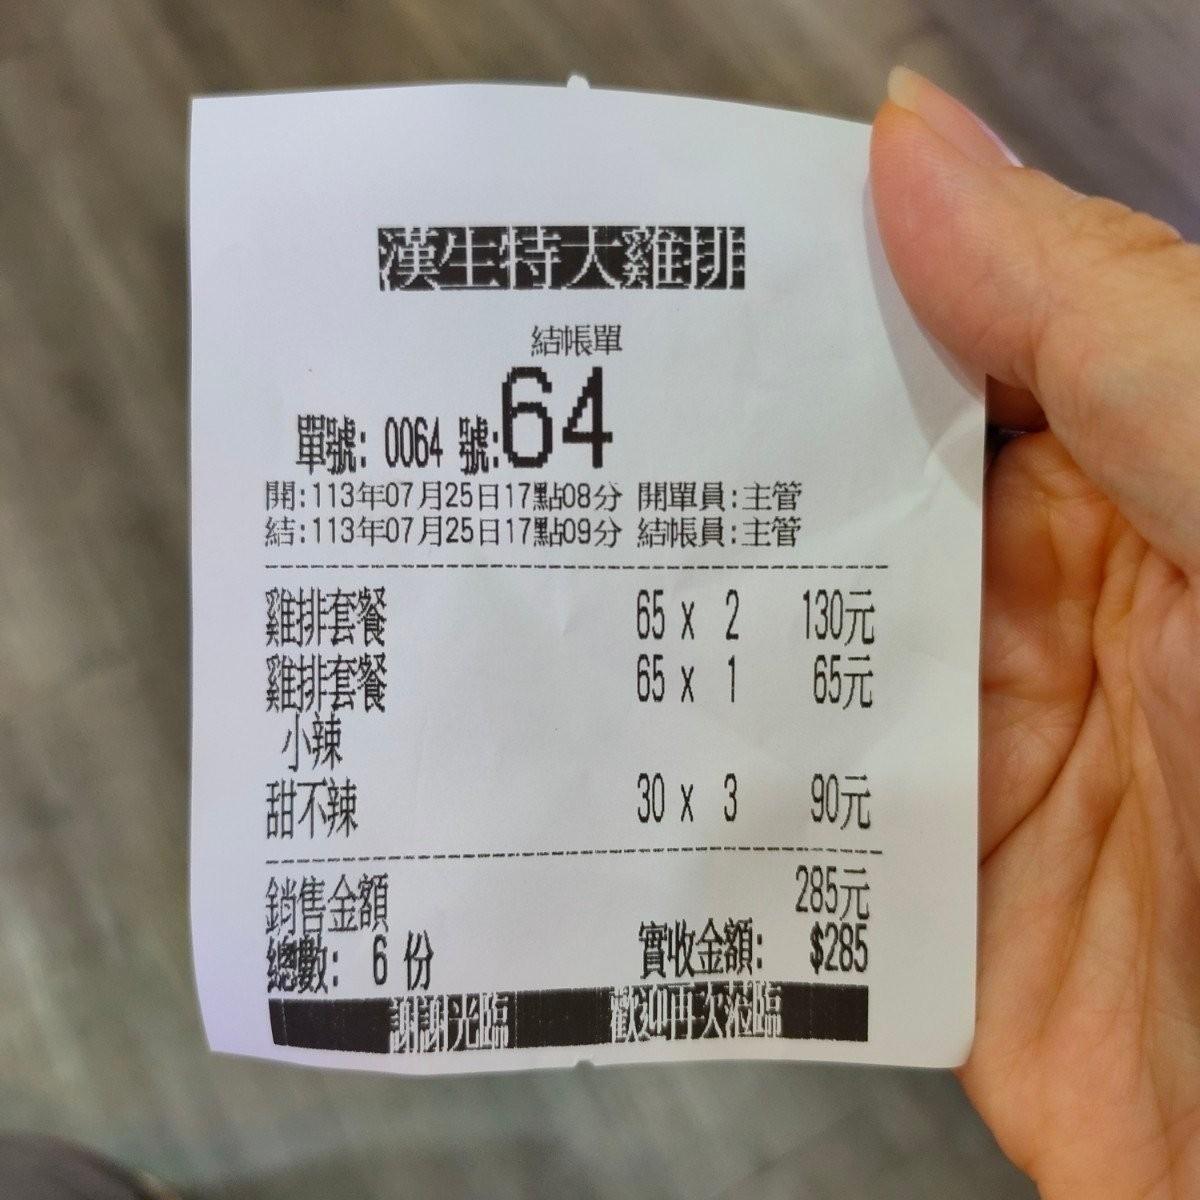 漢生特大雞排
結帳單
單號: 0064 號:64
開:113年07月25日17點08分 開單員:主管
結:113年07月25日17點09分 結帳員:主管
雞排套餐 65 x 2 130元
雞排套餐 65 x 1 65元
小辣
甜不辣 30 x 3 90元
銷售金額 285元
總數: 6 份 實收金額: $285
謝謝光臨 歡迎再次蒞臨